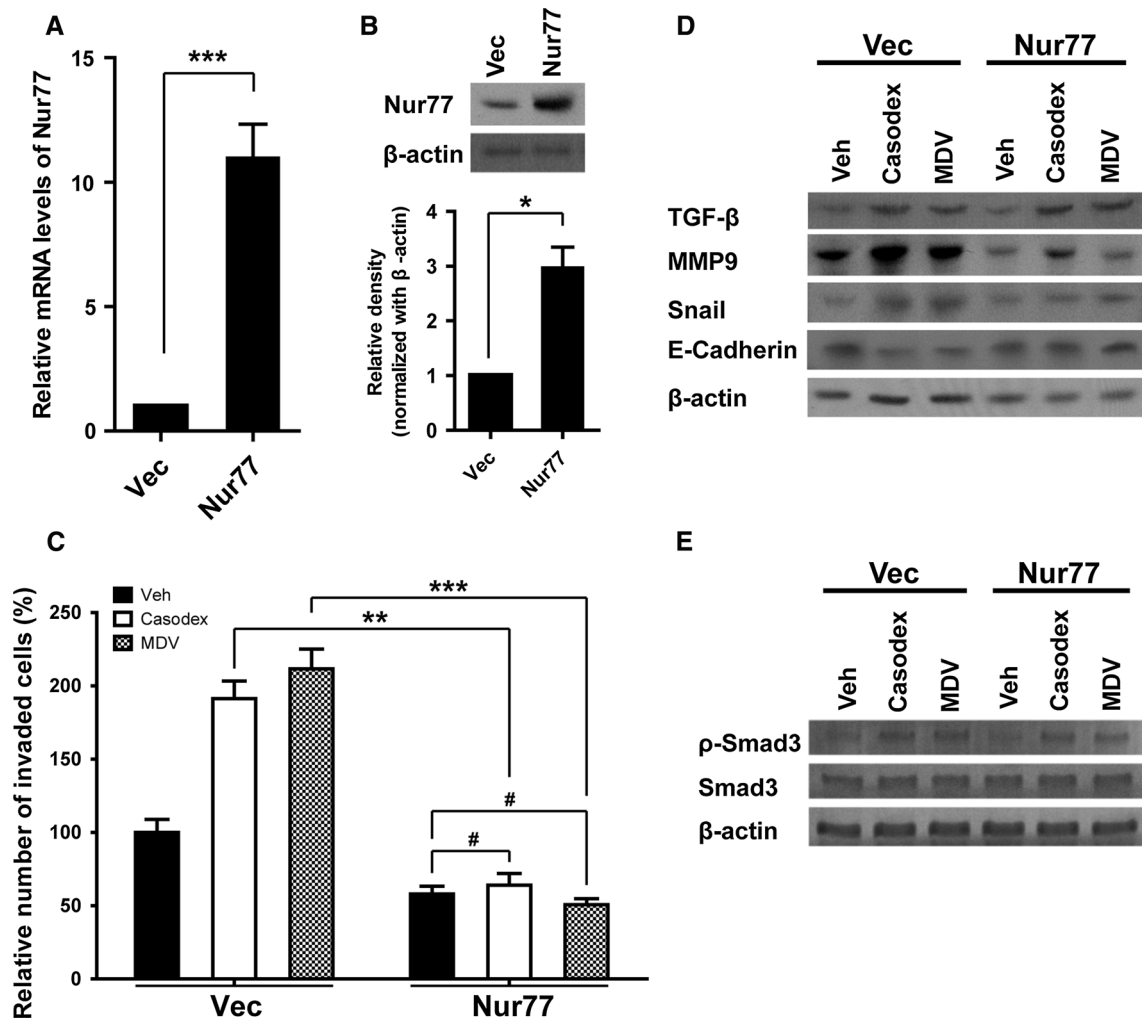 A
Relative mRNA levels of Nur77
15
10
5
0
***
Vec
Nur77
B
Vec
Nur77
Nur77
β-actin
Relative density
(normalized with β -actin)
4
3
2
1
0
*
Vec
Nur77
C
Relative number of invaded cells (%)
Veh
Casodex
MDV
250
200
150
100
50
0
***
**
#
#
Vec
Nur77
D
Vec
Nur77
Veh
Casodex
MDV
Veh
Casodex
MDV
TGF-β
MMP9
Snail
E-Cadherin
β-actin
E
Vec
Nur77
Veh
Casodex
MDV
Veh
Casodex
MDV
ρ-Smad3
Smad3
β-actin